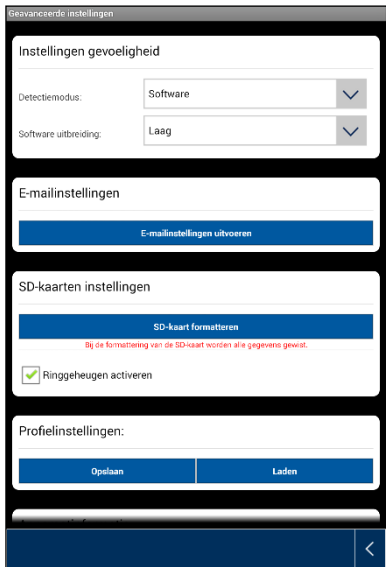 Geavanceerde instellingen
Instellingen gevoeligheid
Detectiemodus: Software
Software uitbreiding: Laag
E-mailinstellingen
E-mailinstellingen uitvoeren
SD-kaarten instellingen
SD-kaart formatteren
Bij de formattering van de SD-kaart worden alle gegevens gewist.
Ringgeheugen activeren
Profielinstellingen:
Opslaan Laden